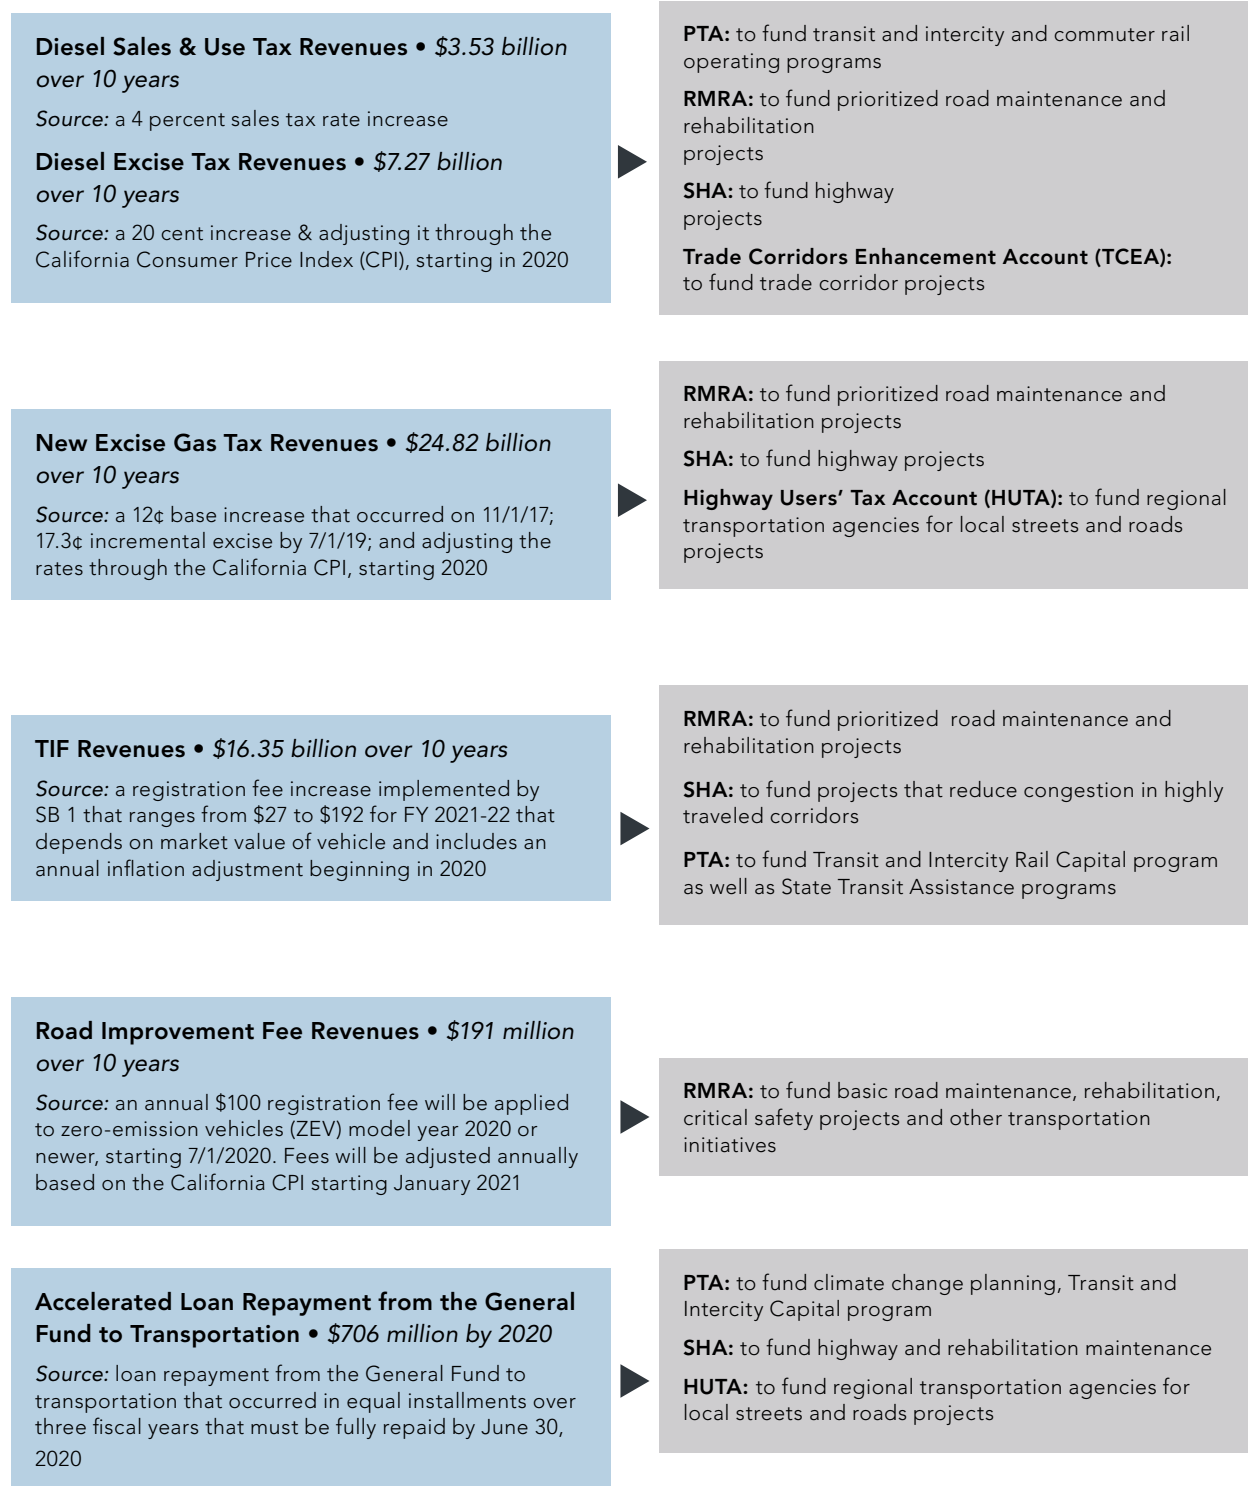 Diesel Sales & Use Tax Revenues • $3.53 billion
over 10 years
Source: a 4 percent sales tax rate increase
Diesel Excise Tax Revenues • $7.27 billion
over 10 years
Source: a 20 cent increase & adjusting it through the
California Consumer Price Index (CPI), starting in 2020
PTA: to fund transit and intercity and commuter rail
operating programs
RMRA: to fund prioritized road maintenance and
rehabilitation
projects
SHA: to fund highway
projects
Trade Corridors Enhancement Account (TCEA):
to fund trade corridor projects
New Excise Gas Tax Revenues • $24.82 billion
over 10 years
Source: a 12¢ base increase that occurred on 11/1/17;
17.3¢ incremental excise by 7/1/19; and adjusting the
rates through the California CPI, starting 2020
RMRA: to fund prioritized road maintenance and
rehabilitation projects
SHA: to fund highway projects
Highway Users’ Tax Account (HUTA): to fund regional
transportation agencies for local streets and roads
projects
TIF Revenues • $16.35 billion over 10 years
Source: a registration fee increase implemented by
SB 1 that ranges from $27 to $192 for FY 2021-22 that
depends on market value of vehicle and includes an
annual inflation adjustment beginning in 2020
RMRA: to fund prioritized road maintenance and
rehabilitation projects
SHA: to fund projects that reduce congestion in highly
traveled corridors
PTA: to fund Transit and Intercity Rail Capital program
as well as State Transit Assistance programs
Road Improvement Fee Revenues • $191 million
over 10 years
Source: an annual $100 registration fee will be applied
to zero-emission vehicles (ZEV) model year 2020 or
newer, starting 7/1/2020. Fees will be adjusted annually
based on the California CPI starting January 2021
RMRA: to fund basic road maintenance, rehabilitation,
critical safety projects and other transportation
initiatives
Accelerated Loan Repayment from the General
Fund to Transportation • $706 million by 2020
Source: loan repayment from the General Fund to
transportation that occurred in equal installments over
three fiscal years that must be fully repaid by June 30,
2020
PTA: to fund climate change planning, Transit and
Intercity Capital program
SHA: to fund highway and rehabilitation maintenance
HUTA: to fund regional transportation agencies for
local streets and roads projects